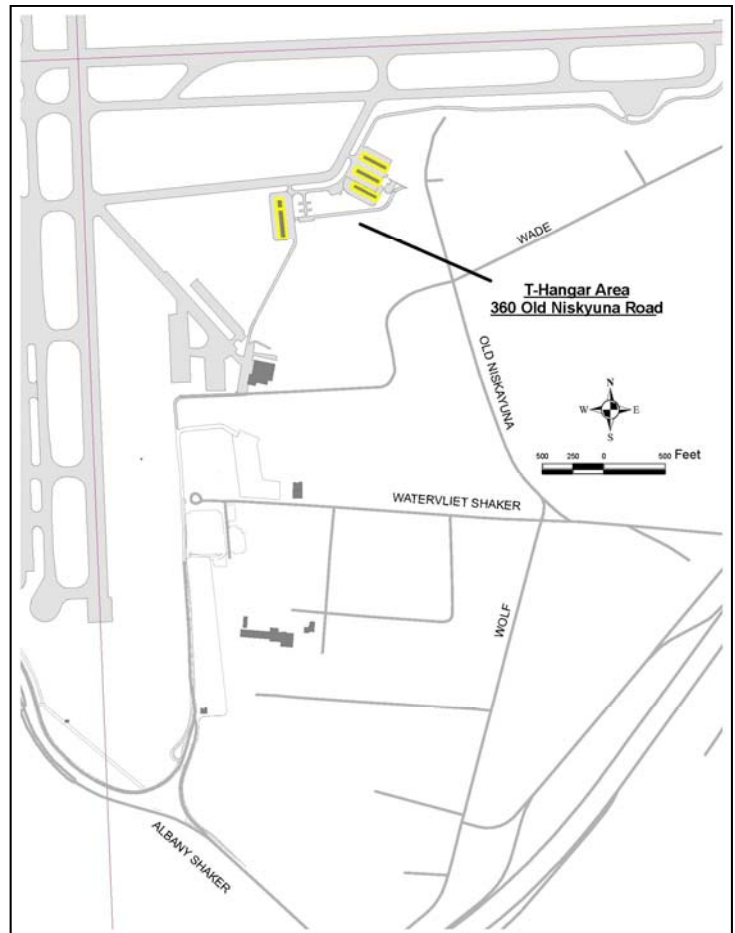 WADE
T-Hangar Area
360 Old Niskyuna Road
OLD NISKAYUNA
N
W E
S
500 250 0 500 Feet
WATERVLIET SHAKER
WOLF
ALBANY SHAKER